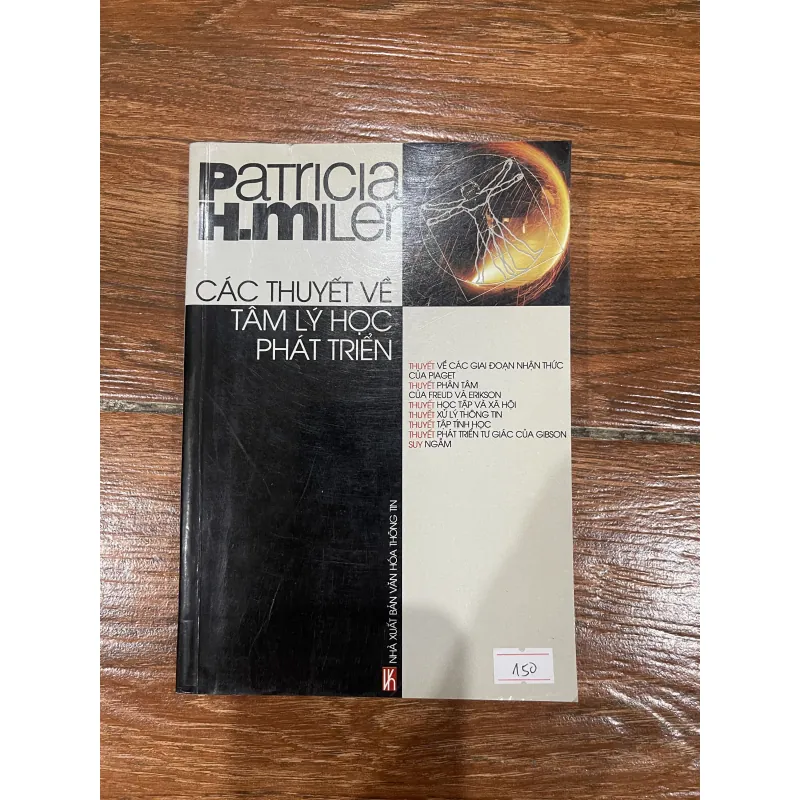 Patricia
H.Miler
CÁC THUYẾT VỀ
TÂM LÝ HỌC
PHÁT TRIỂN
THUYẾT VỀ CÁC GIAI ĐOẠN NHẬN THỨC
CỦA PIAGET
THUYẾT PHÂN TÂM
CỦA FREUD VÀ ERIKSON
THUYẾT HỌC TẬP VÀ XÃ HỘI
THUYẾT XỬ LÝ THÔNG TIN
THUYẾT TẬP TÍNH HỌC
THUYẾT PHÁT TRIỂN TƯ GIÁC CỦA GIBSON
SUY NGẪM
NHÀ XUẤT BẢN VĂN HÓA THÔNG TIN
150